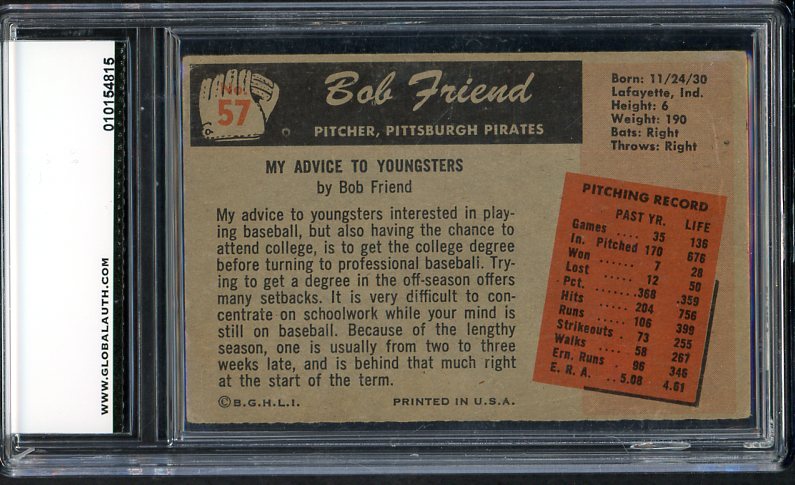 010154815
WWW.GLOBALAUTH.COM
No.
57
Bob Friend
PITCHER, PITTSBURGH PIRATES
Born: 11/24/30
Lafayette, Ind.
Height: 6
Weight: 190
Bats: Right
Throws: Right
MY ADVICE TO YOUNGSTERS
by Bob Friend
My advice to youngsters interested in play-
ing baseball, but also having the chance to
attend college, is to get the college degree
before turning to professional baseball. Try-
ing to get a degree in the off-season offers
many setbacks. It is very difficult to con-
centrate on schoolwork while your mind is
still on baseball. Because of the lengthy
season, one is usually from two to three
weeks late, and is behind that much right
at the start of the term.
PITCHING RECORD
PAST YR. LIFE
Games .... 35 136
In. Pitched 170 676
Won ...... 7 28
Lost ..... 12 50
Pct. ..... .368 .359
Hits ..... 204 756
Runs ..... 106 399
Strikeouts . 73 255
Walks .... 58 267
Ern. Runs . 96 346
E. R. A. .. 5.08 4.61
© B.G.H.L.I. PRINTED IN U.S.A.